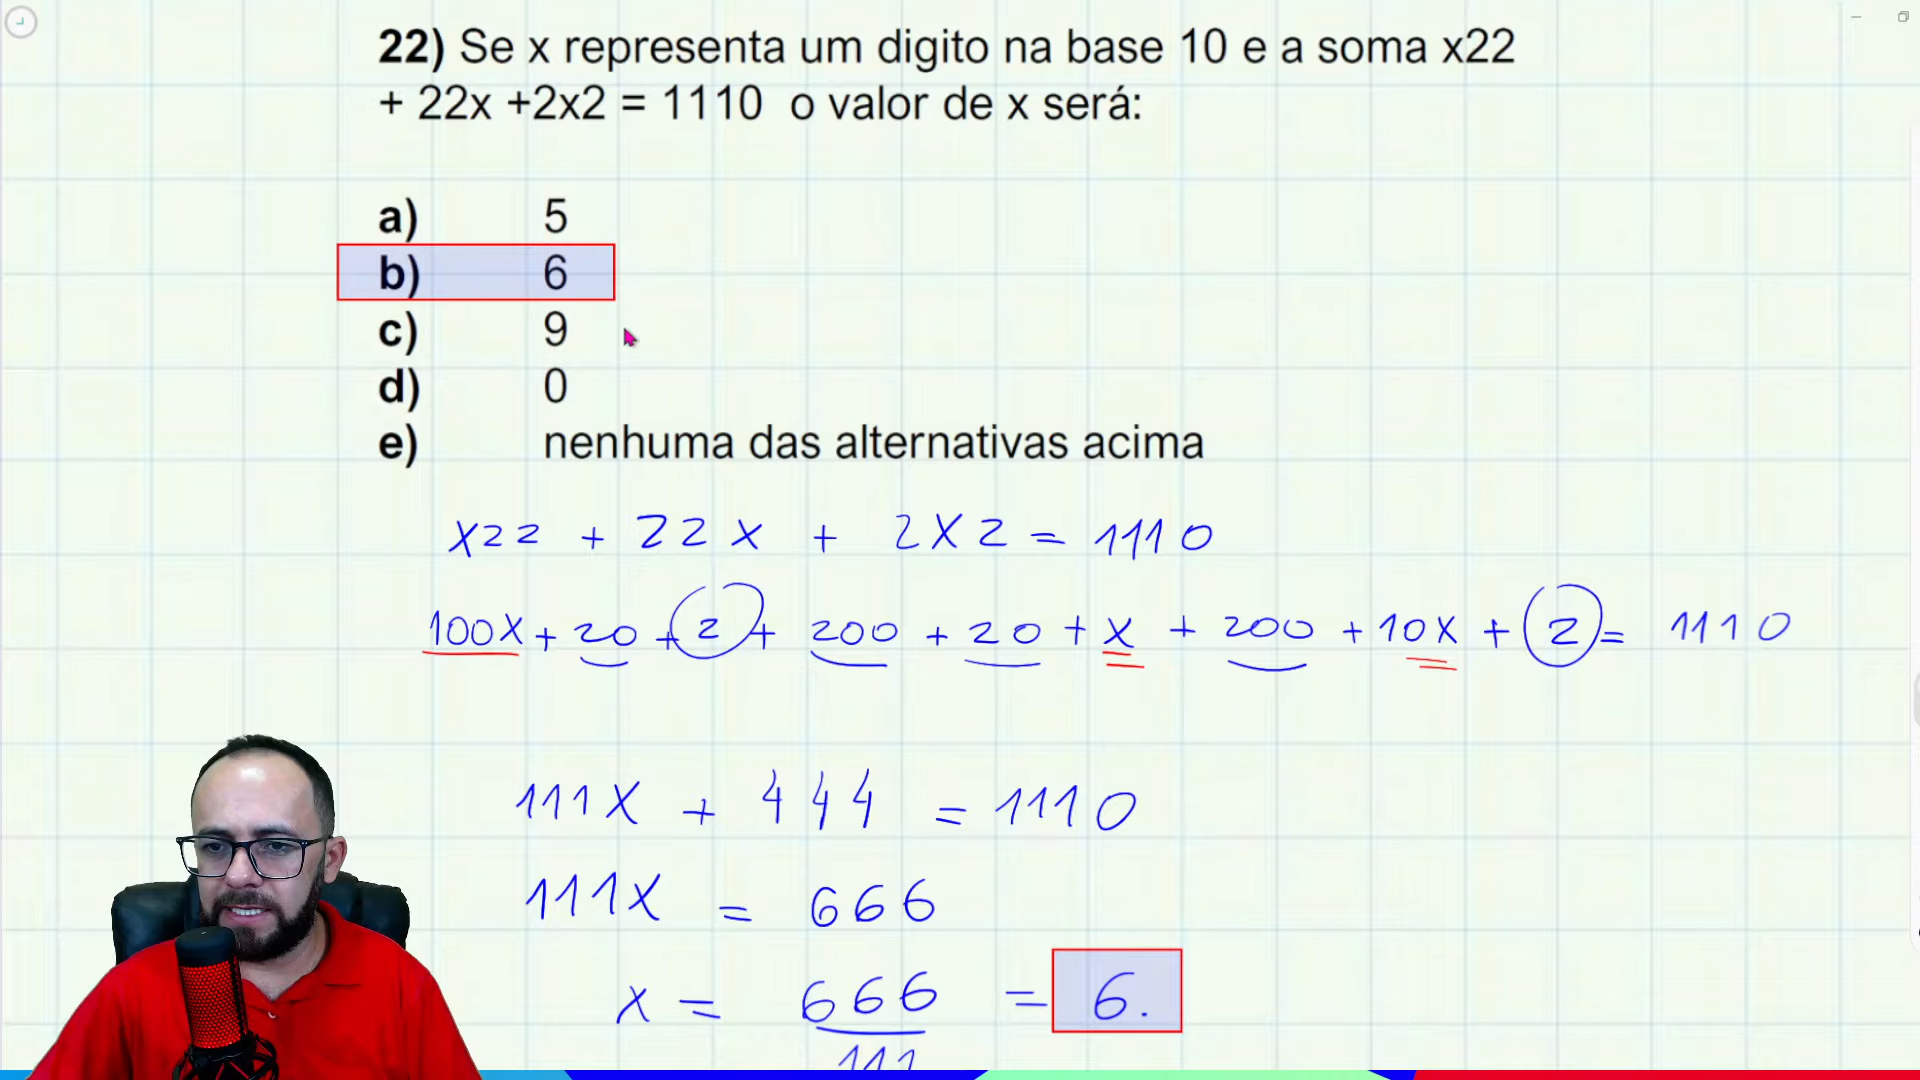 22) Se x representa um digito na base 10 e a soma x22
+ 22x +2x2 = 1110 o valor de x será:
a) 5
b) 6
c) 9
d) 0
e) nenhuma das alternativas acima
x22 + 22x + 2x2 = 1110
100x + 20 + 2 + 200 + 20 + x + 200 + 10x + 2 = 1110
111x + 444 = 1110
111x = 666
x = 666 = 6.
111